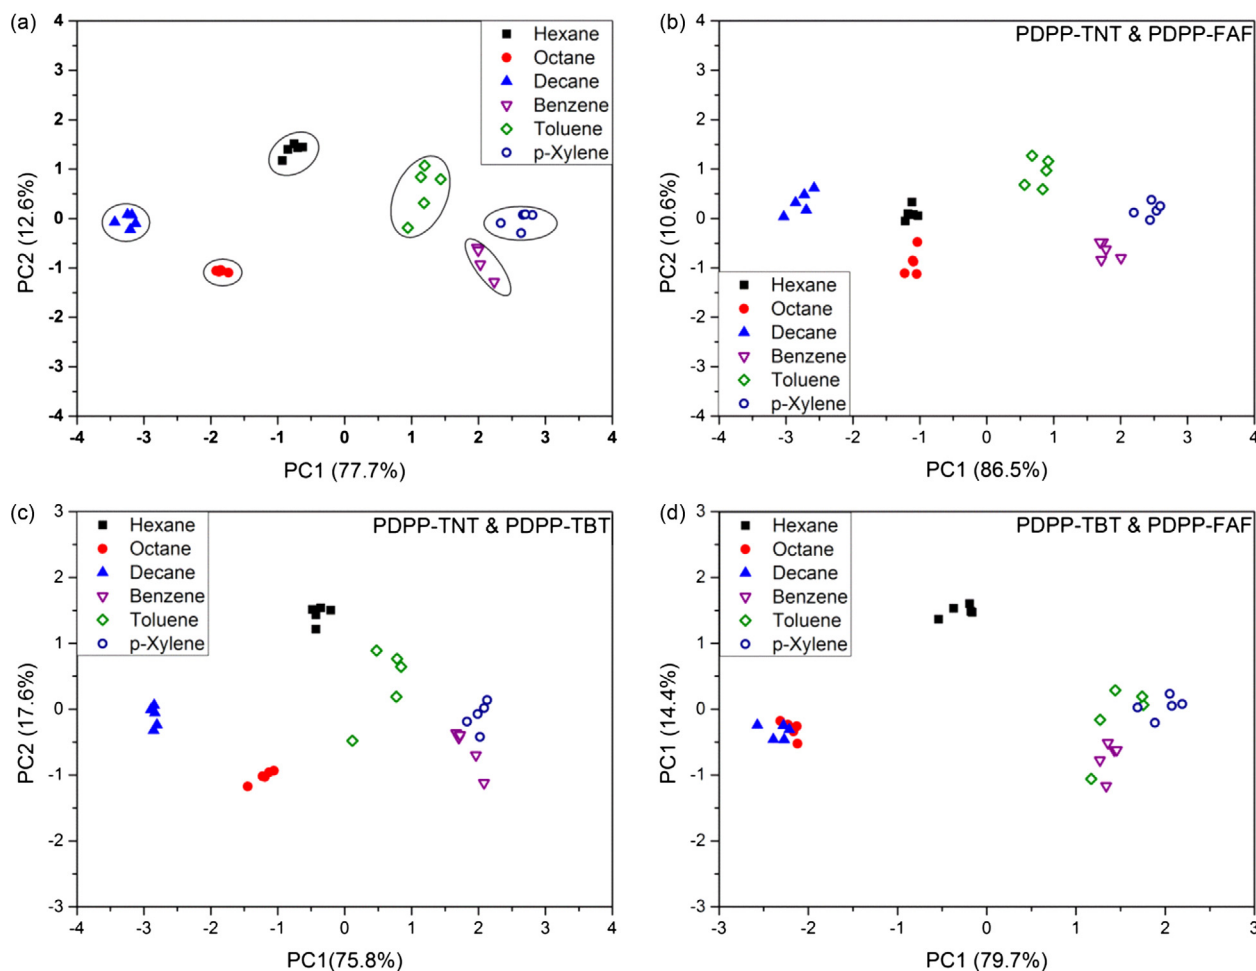 (a)
4
3
2
1
0
-1
-2
-3
-4
PC2 (12.6%)
-4 -3 -2 -1 0 1 2 3 4
PC1 (77.7%)
Hexane
Octane
Decane
Benzene
Toluene
p-Xylene
(b)
PDPP-TNT & PDPP-FAF
4
3
2
1
0
-1
-2
-3
-4
PC2 (10.6%)
Hexane
Octane
Decane
Benzene
Toluene
p-Xylene
-4 -3 -2 -1 0 1 2 3 4
PC1 (86.5%)
(c)
PDPP-TNT & PDPP-TBT
Hexane
Octane
Decane
Benzene
Toluene
p-Xylene
3
2
1
0
-1
-2
-3
PC2 (17.6%)
-4 -3 -2 -1 0 1 2 3 4
PC1(75.8%)
(d)
PDPP-TBT & PDPP-FAF
Hexane
Octane
Decane
Benzene
Toluene
p-Xylene
3
2
1
0
-1
-2
-3
PC1 (14.4%)
-3 -2 -1 0 1 2 3
PC1 (79.7%)